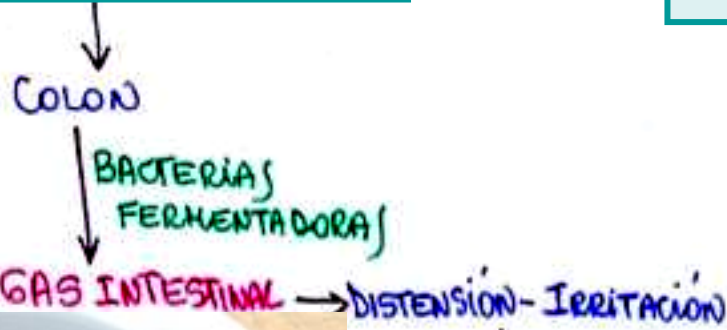 COLON
BACTERIAS
FERMENTADORAS
GAS INTESTINAL → DISTENSIÓN - IRRITACIÓN